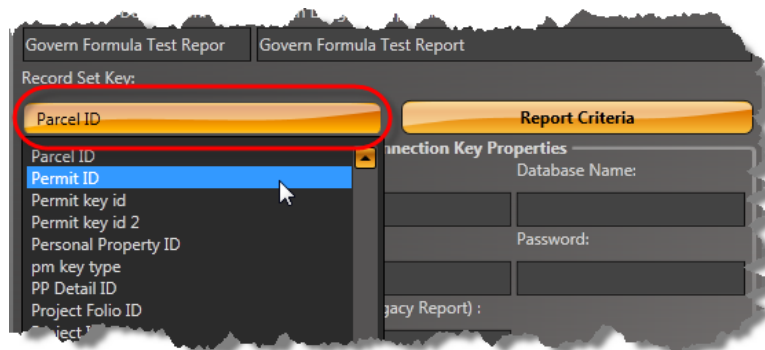 Govern Formula Test Repor Govern Formula Test Report
Record Set Key:
Parcel ID Report Criteria
Parcel ID nnection Key Properties
Permit ID Database Name:
Permit key id
Permit key id 2
Personal Property ID Password:
pm key type
PP Detail ID
Project Folio ID gacy Report) :